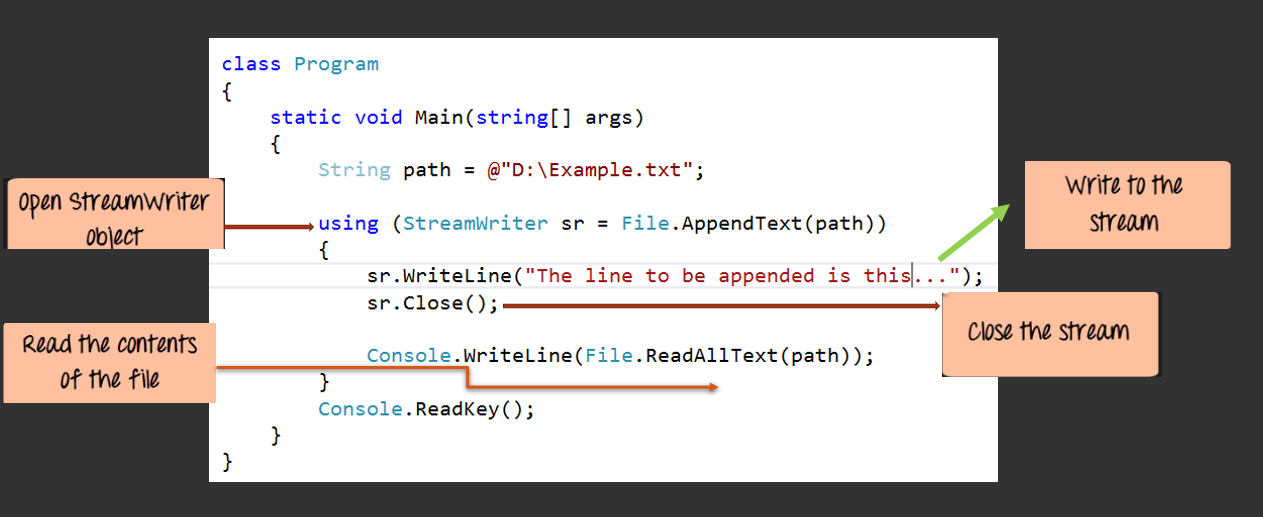 class Program
{
static void Main(string[] args)
{
String path = @"D:\Example.txt";
Open StreamWriter
object
using (StreamWriter sr = File.AppendText(path))
{
Write to the
stream
sr.WriteLine("The line to be appended is this...");
sr.Close();
Close the stream
Read the contents
of the file
Console.WriteLine(File.ReadAllText(path));
}
Console.ReadKey();
}
}